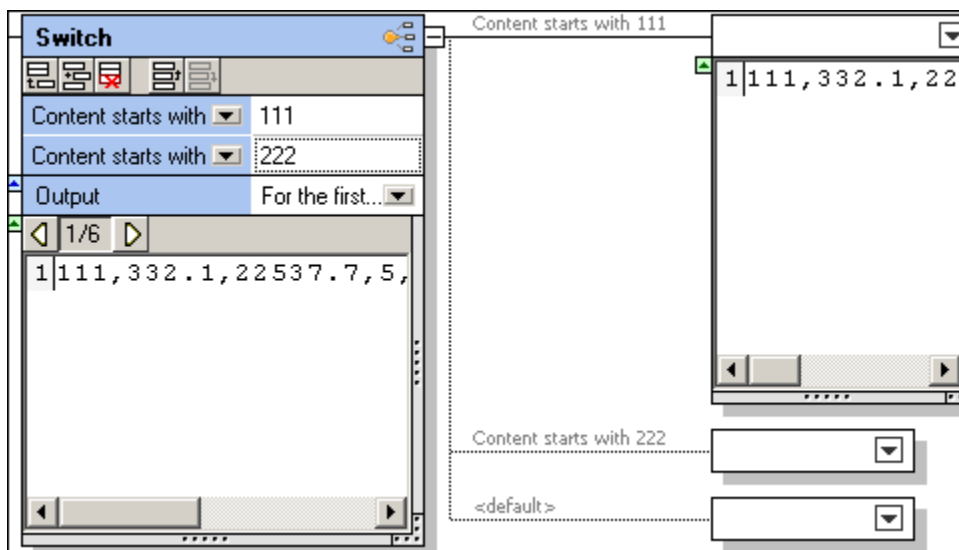 Switch
Content starts with 111
Content starts with 111
Content starts with 222
Output For the first...
1/6
1 111,332.1,22537.7,5,
1 111,332.1,22
Content starts with 222
<default>